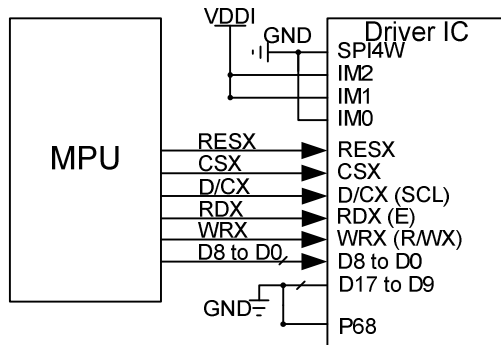 VDDI
GND
Driver IC
SPI4W
IM2
IM1
IM0
MPU
RESX
RESX
CSX
CSX
D/CX
D/CX (SCL)
RDX
RDX (E)
WRX
WRX (R/WX)
D8 to D0
D8 to D0
D17 to D9
GND
P68